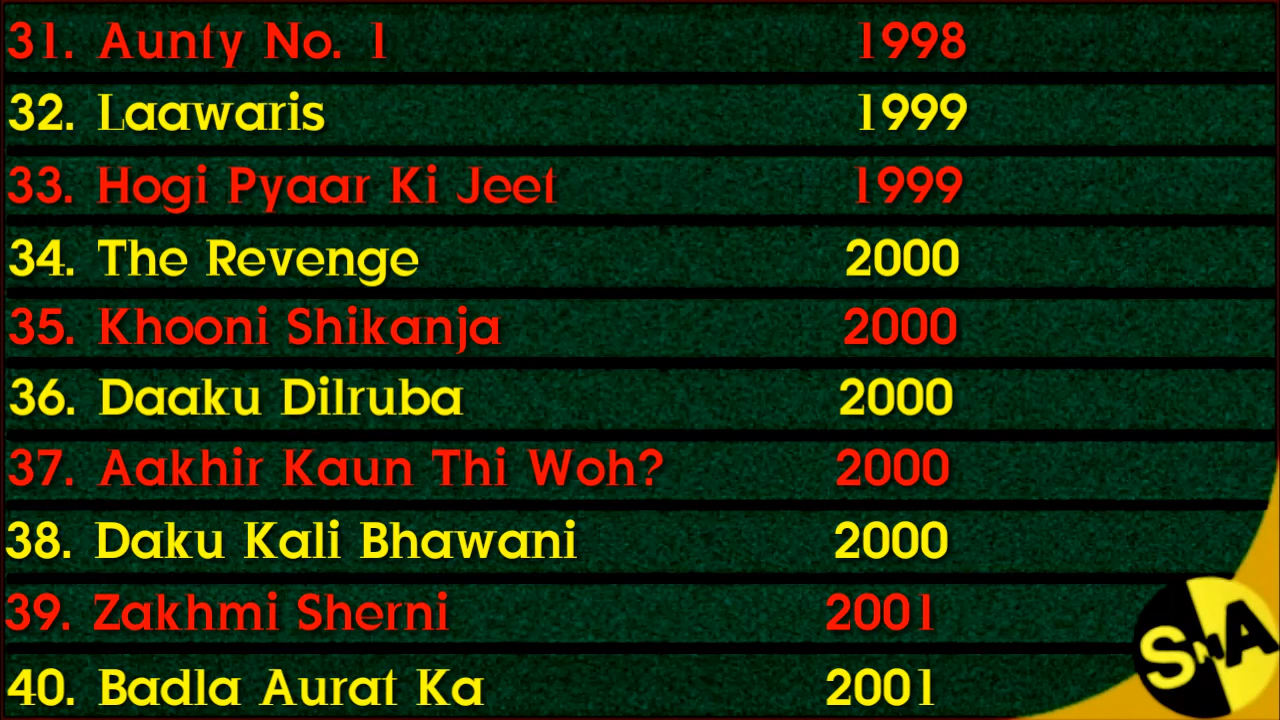 31. Aunty No. 1 1998
32. Laawaris 1999
33. Hogi Pyaar Ki Jeet 1999
34. The Revenge 2000
35. Khooni Shikanja 2000
36. Daaku Dilruba 2000
37. Aakhir Kaun Thi Woh? 2000
38. Daku Kali Bhawani 2000
39. Zakhmi Sherni 2001
40. Badla Aurat Ka 2001
SNA